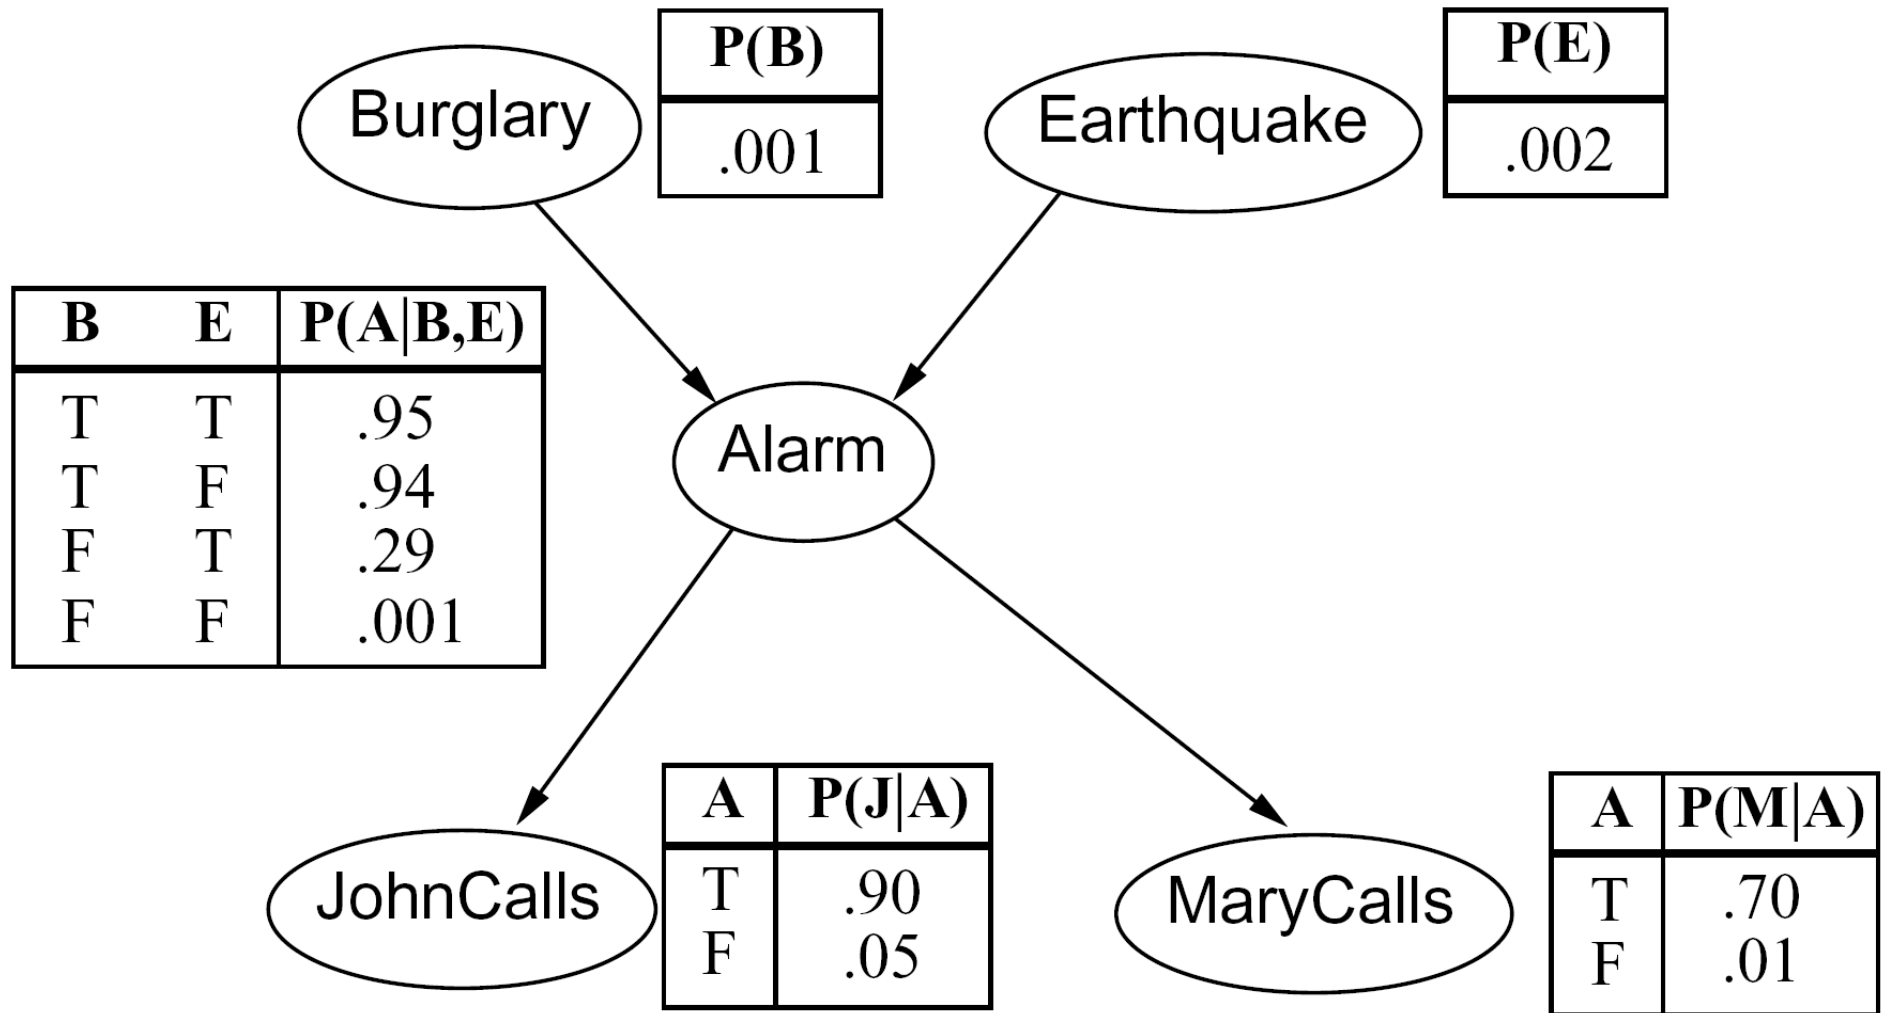 Burglary
P(B)
.001
Earthquake
P(E)
.002
B E P(A|B,E)
T T .95
T F .94
F T .29
F F .001
Alarm
JohnCalls
A P(J|A)
T .90
F .05
MaryCalls
A P(M|A)
T .70
F .01